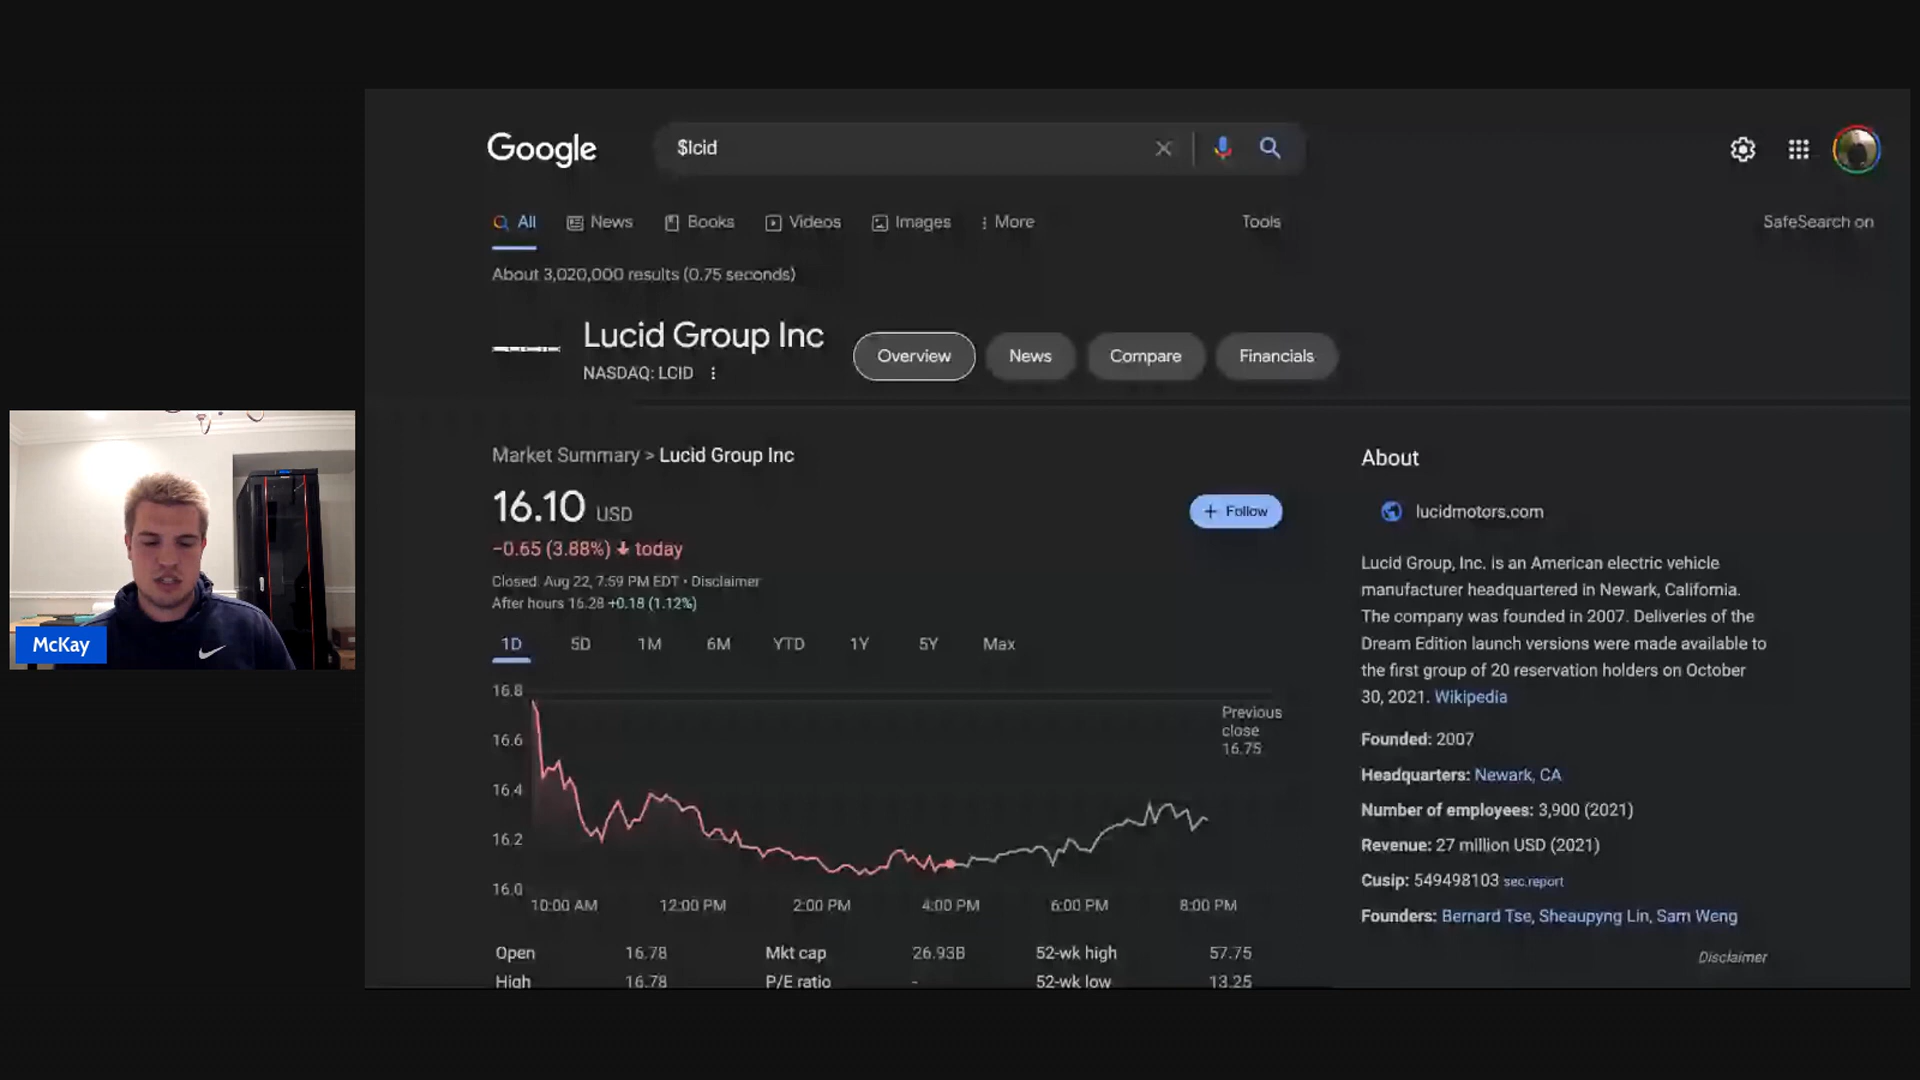 Google
$lcid
All
News
Books
Videos
Images
More
Tools
SafeSearch on
About 3,020,000 results (0.75 seconds)
Lucid Group Inc
NASDAQ: LCID
Overview
News
Compare
Financials
Market Summary > Lucid Group Inc
16.10 USD
+ Follow
−0.65 (3.88%) today
Closed: Aug 22, 7:59 PM EDT • Disclaimer
After hours 16.28 +0.18 (1.12%)
1D
5D
1M
6M
YTD
1Y
5Y
Max
16.8
16.6
16.4
16.2
16.0
Previous
close
16.75
10:00 AM
12:00 PM
2:00 PM
4:00 PM
6:00 PM
8:00 PM
Open 16.78 Mkt cap 26.93B 52-wk high 57.75
High 16.78 P/E ratio - 52-wk low 13.25
About
lucidmotors.com
Lucid Group, Inc. is an American electric vehicle
manufacturer headquartered in Newark, California.
The company was founded in 2007. Deliveries of the
Dream Edition launch versions were made available to
the first group of 20 reservation holders on October
30, 2021. Wikipedia
Founded: 2007
Headquarters: Newark, CA
Number of employees: 3,900 (2021)
Revenue: 27 million USD (2021)
Cusip: 549498103 sec.report
Founders: Bernard Tse, Sheaupyng Lin, Sam Weng
Disclaimer
McKay